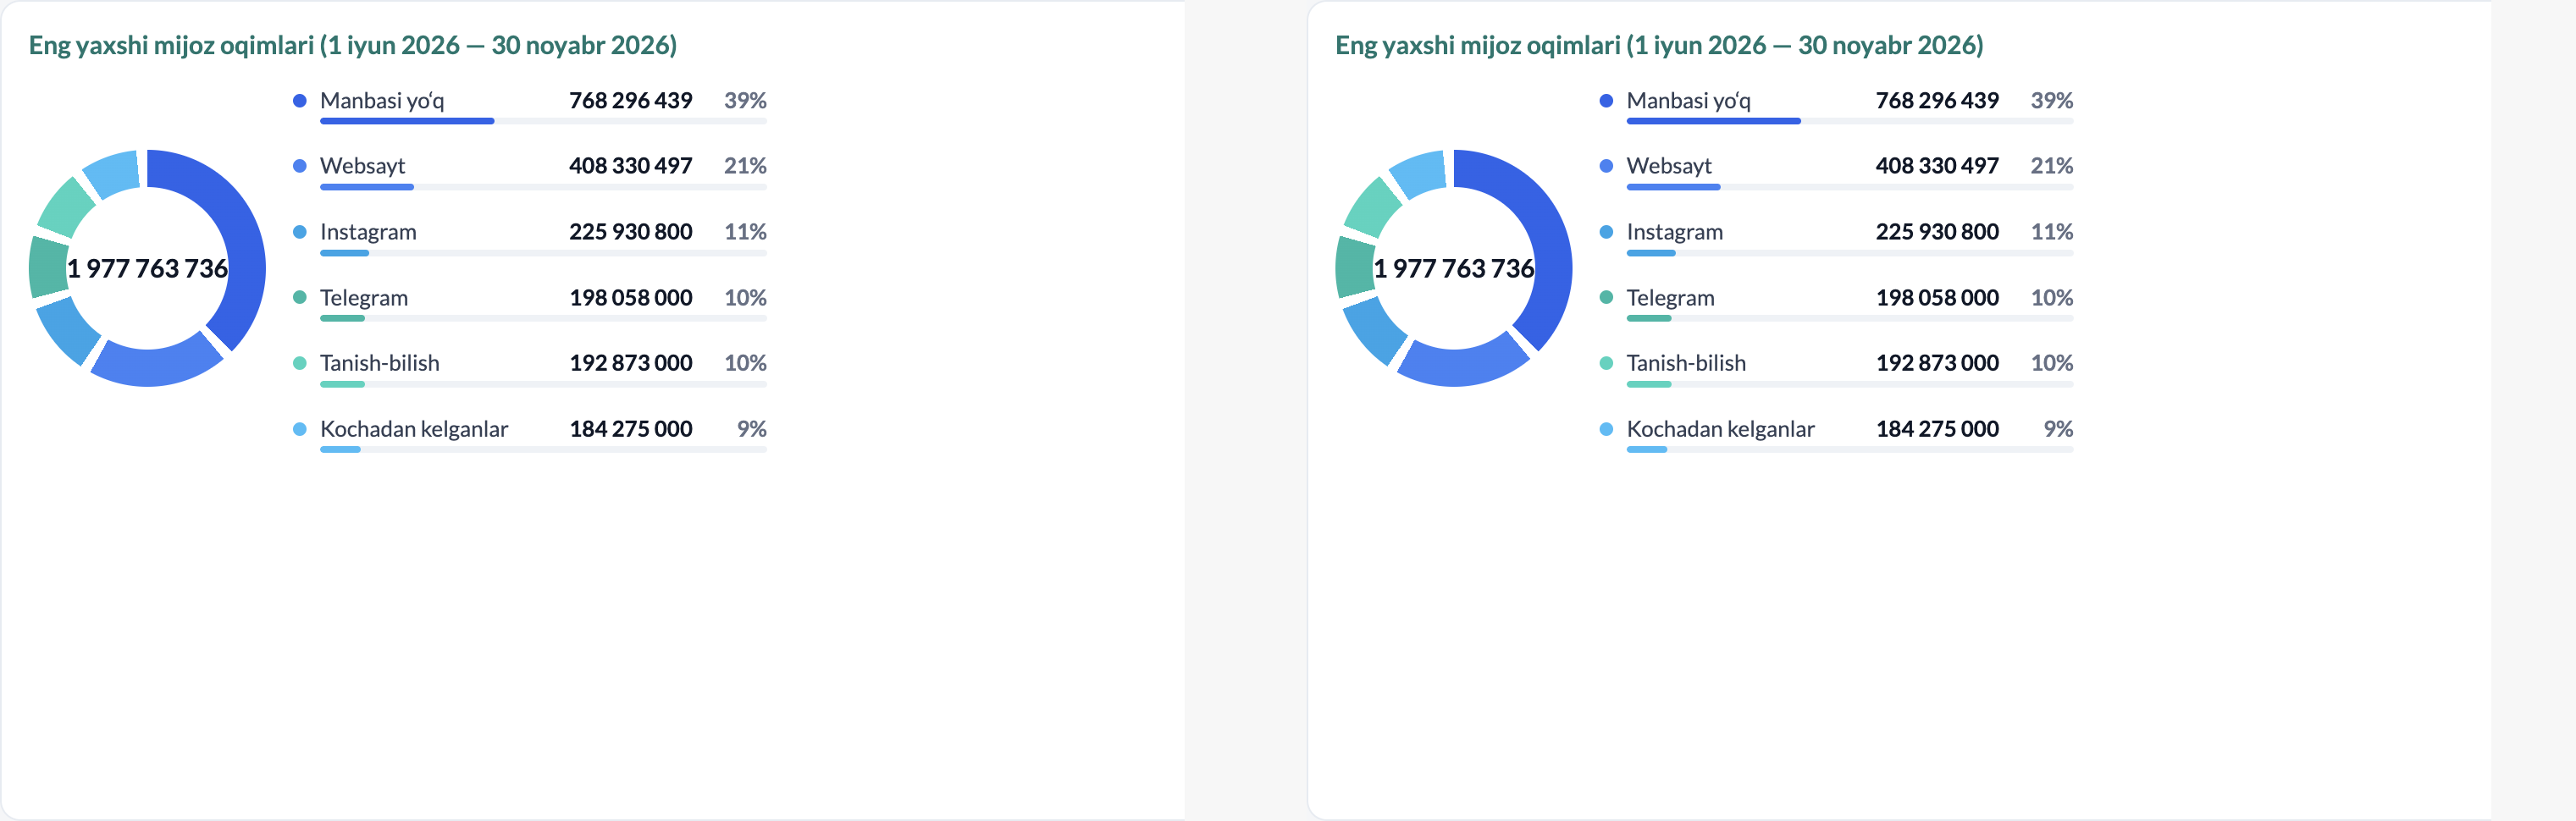 Eng yaxshi mijoz oqimlari (1 iyun 2026 — 30 noyabr 2026)
Manbasi yo‘q 768 296 439 39%
Websayt 408 330 497 21%
Instagram 225 930 800 11%
1 977 763 736
Telegram 198 058 000 10%
Tanish-bilish 192 873 000 10%
Kochadan kelganlar 184 275 000 9%
Eng yaxshi mijoz oqimlari (1 iyun 2026 — 30 noyabr 2026)
Manbasi yo‘q 768 296 439 39%
Websayt 408 330 497 21%
Instagram 225 930 800 11%
1 977 763 736
Telegram 198 058 000 10%
Tanish-bilish 192 873 000 10%
Kochadan kelganlar 184 275 000 9%